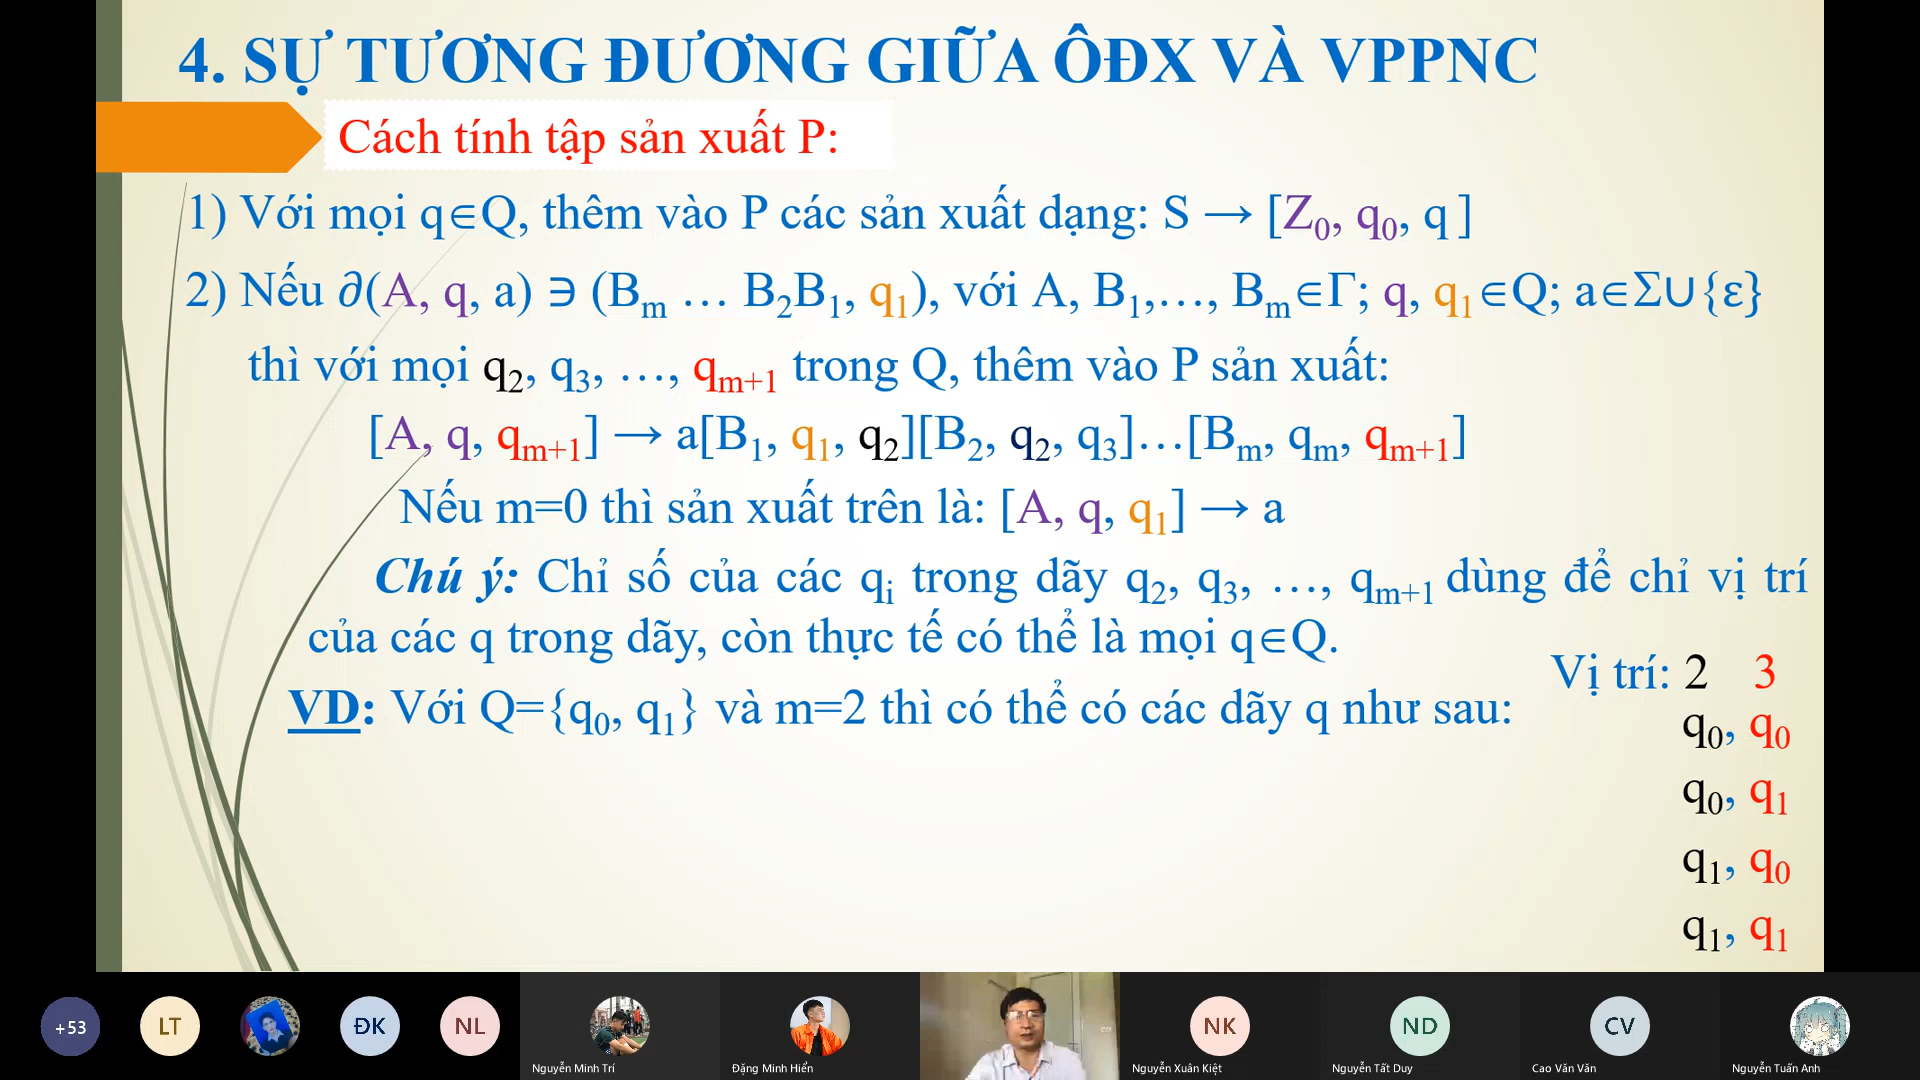 4. SỰ TƯƠNG ĐƯƠNG GIỮA ÔĐX VÀ VPPNC
Cách tính tập sản xuất P:
1) Với mọi q∈Q, thêm vào P các sản xuất dạng: S → [Z₀, q₀, q ]
2) Nếu ∂(A, q, a) ∋ (Bₘ … B₂B₁, q₁), với A, B₁,…, Bₘ∈Γ; q, q₁∈Q; a∈Σ∪{ε}
thì với mọi q₂, q₃, …, qₘ₊₁ trong Q, thêm vào P sản xuất:
[A, q, qₘ₊₁] → a[B₁, q₁, q₂][B₂, q₂, q₃]…[Bₘ, qₘ, qₘ₊₁]
Nếu m=0 thì sản xuất trên là: [A, q, q₁] → a
Chú ý: Chỉ số của các qᵢ trong dãy q₂, q₃, …, qₘ₊₁ dùng để chỉ vị trí
của các q trong dãy, còn thực tế có thể là mọi q∈Q.
VD: Với Q={q₀, q₁} và m=2 thì có thể có các dãy q như sau:
Vị trí: 2 3
q₀, q₀
q₀, q₁
q₁, q₀
q₁, q₁
+53
LT
ĐK
NL
Nguyễn Minh Trí
Đặng Minh Hiển
NK
Nguyễn Xuân Kiệt
ND
Nguyễn Tất Duy
CV
Cao Văn Văn
Nguyễn Tuấn Anh